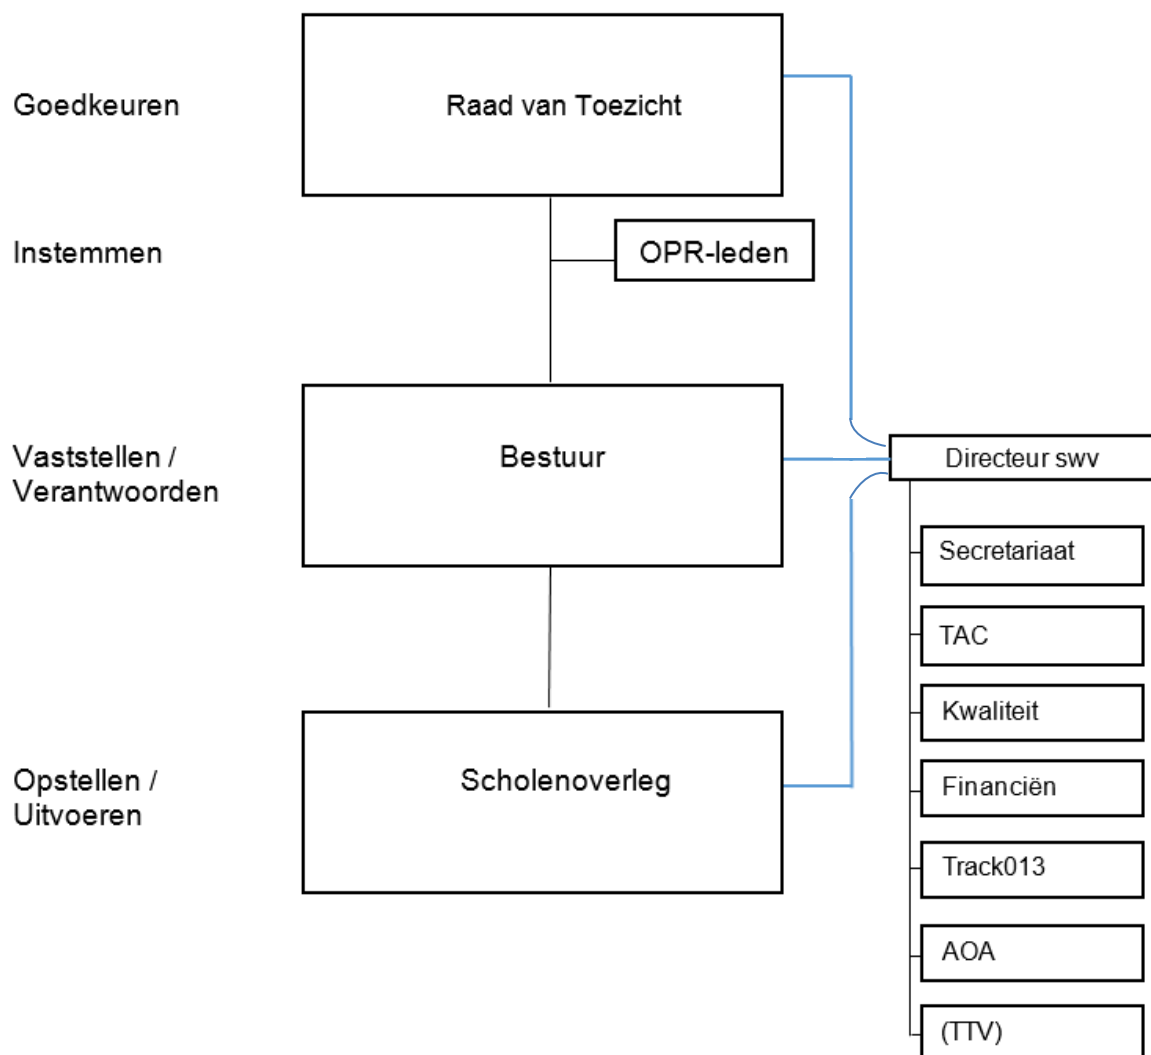 Goedkeuren
Raad van Toezicht
Instemmen
OPR-leden
Vaststellen /
Verantwoorden
Bestuur
Directeur swv
Secretariaat
TAC
Kwaliteit
Opstellen /
Uitvoeren
Scholenoverleg
Financiën
Track013
AOA
(TTV)